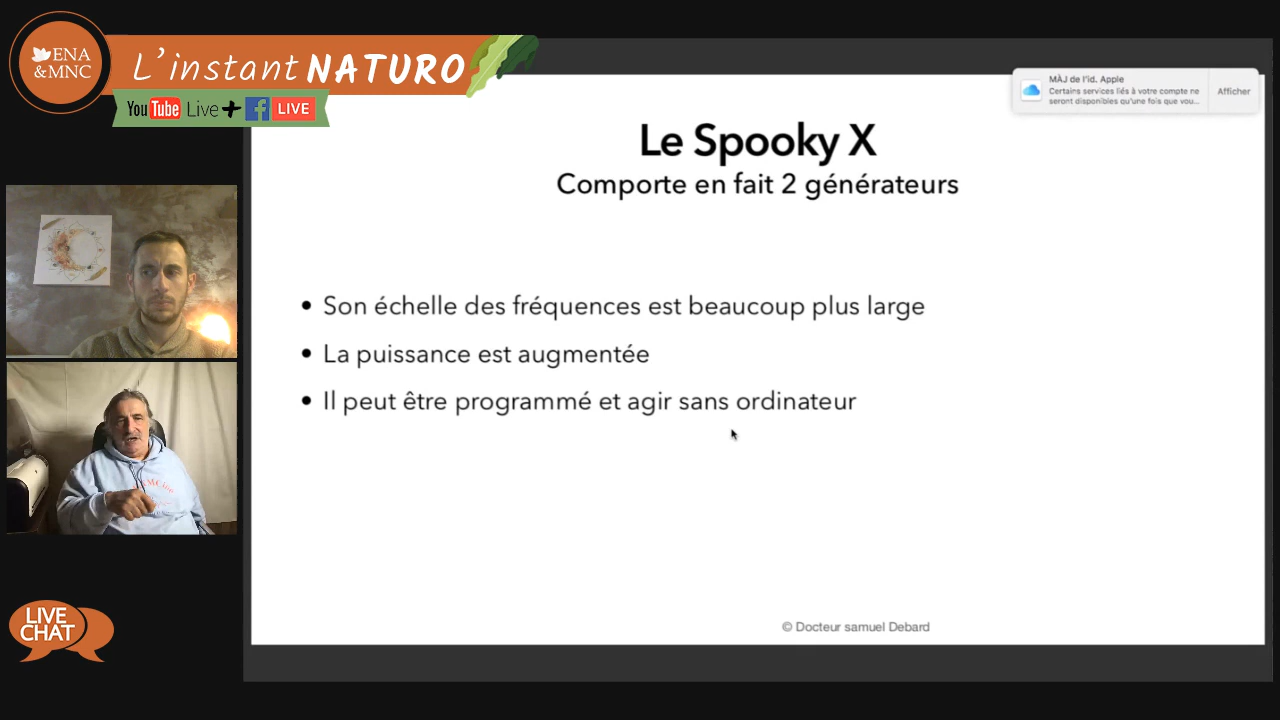 ENA
&MNC
L'instant NATURO
YouTube Live + f LIVE
MÀJ de l'id. Apple
Certains services liés à votre compte ne
seront disponibles qu'une fois que vou...
Afficher
Le Spooky X
Comporte en fait 2 générateurs
• Son échelle des fréquences est beaucoup plus large
• La puissance est augmentée
• Il peut être programmé et agir sans ordinateur
LIVE
CHAT
© Docteur samuel Debard